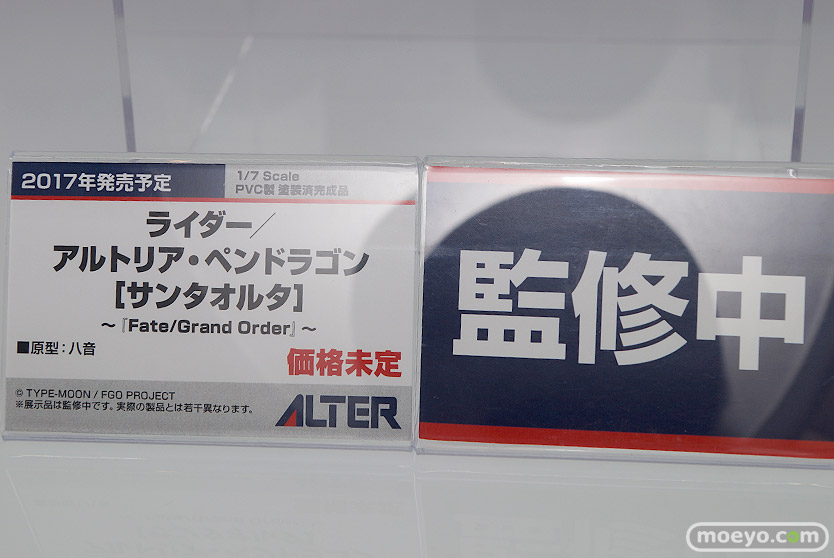 2017年発売予定
1/7 Scale
PVC製 塗装済完成品
ライダー／
アルトリア・ペンドラゴン
［サンタオルタ］
～『Fate/Grand Order』～
■原型：八音
価格未定
© TYPE-MOON / FGO PROJECT
※展示品は監修中です。実際の製品とは若干異なります。
ALTER
監修中
moeyo.com